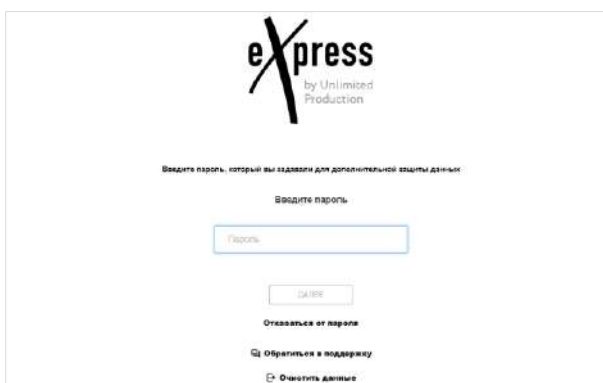 eXpress
by Unlimited
Production
Введите пароль, который вы задавали для дополнительной защиты данных
Введите пароль
Пароль
ДАЛЕЕ
Отказаться от пароля
Обратиться в поддержку
Очистить данные